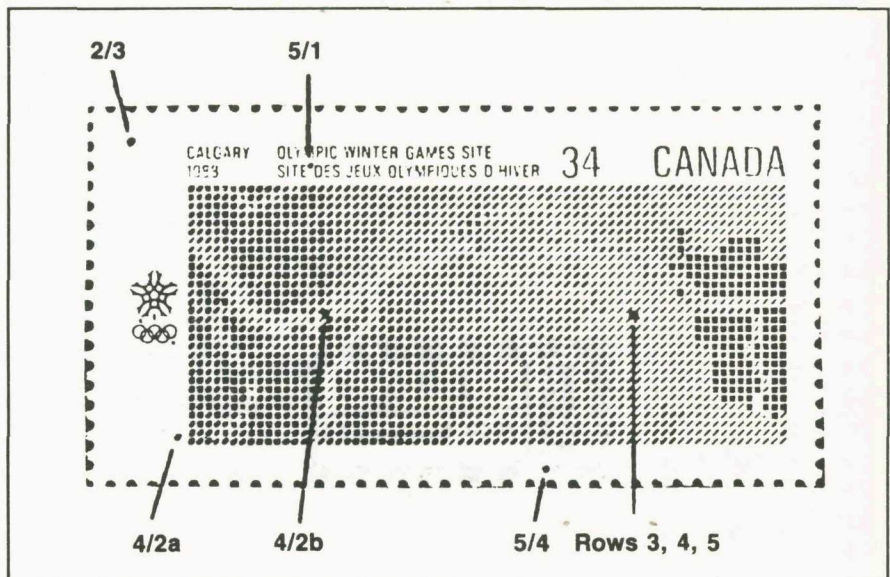 2/3 5/1
CALGARY OLYMPIC WINTER GAMES SITE 34 CANADA
SITE DES JEUX OLYMPIQUES D HIVER
4/2a 4/2b 5/4 Rows 3, 4, 5